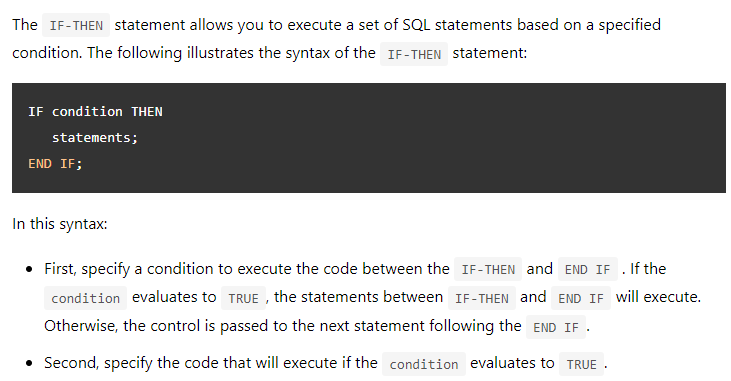 The IF-THEN statement allows you to execute a set of SQL statements based on a specified
condition. The following illustrates the syntax of the IF-THEN statement:
IF condition THEN
   statements;
END IF;
In this syntax:
• First, specify a condition to execute the code between the IF-THEN and END IF . If the
condition evaluates to TRUE , the statements between IF-THEN and END IF will execute.
Otherwise, the control is passed to the next statement following the END IF .
• Second, specify the code that will execute if the condition evaluates to TRUE .